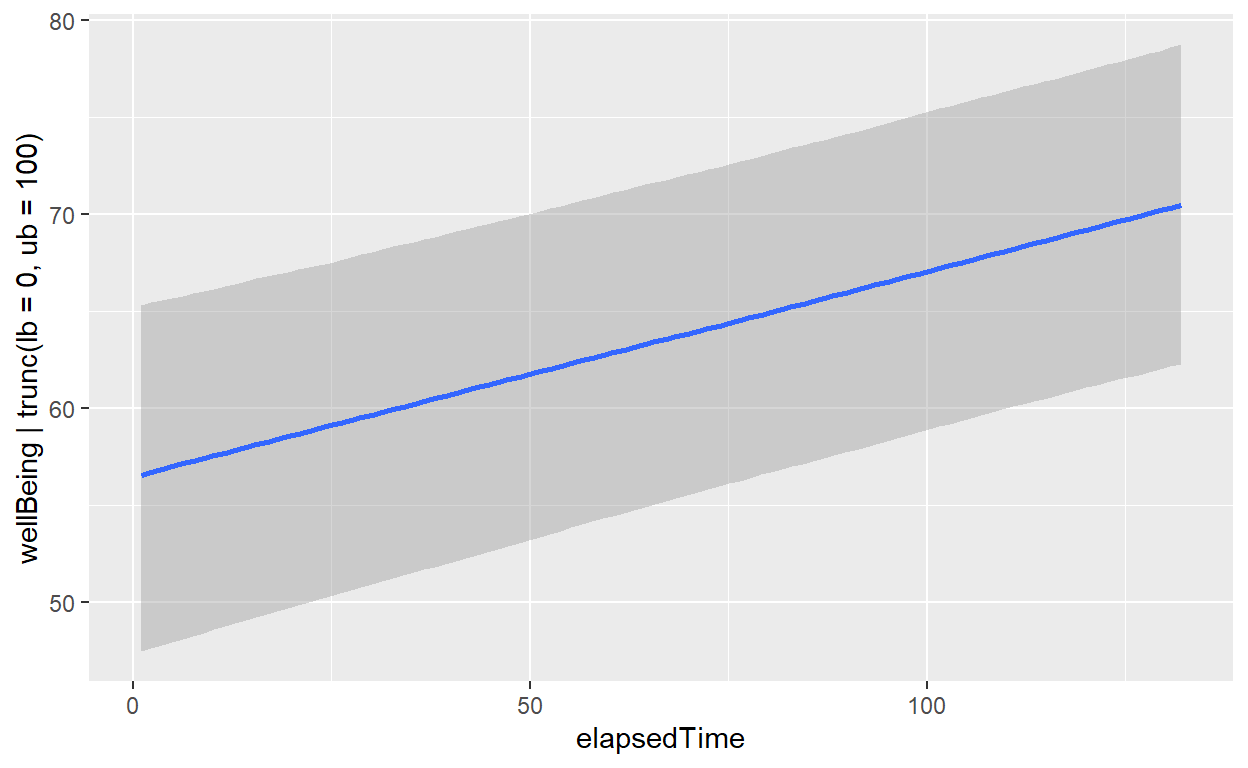 80
70
60
50
wellBeing | trunc(lb = 0, ub = 100)
0 50 100
elapsedTime